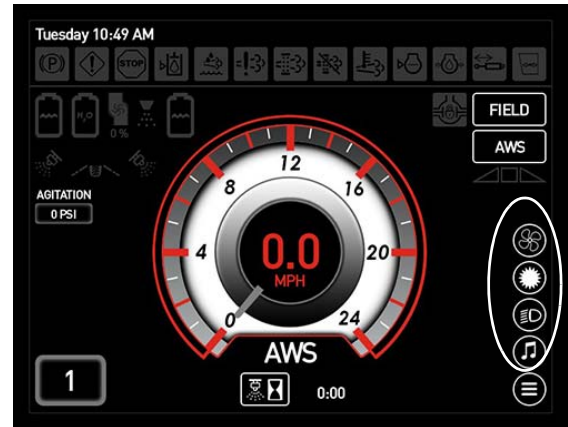 Tuesday 10:49 AM
P
STOP
H₂O
0 %
FIELD
AWS
AGITATION
0 PSI
12
8
16
4
20
0
24
0.0
MPH
AWS
1
0:00